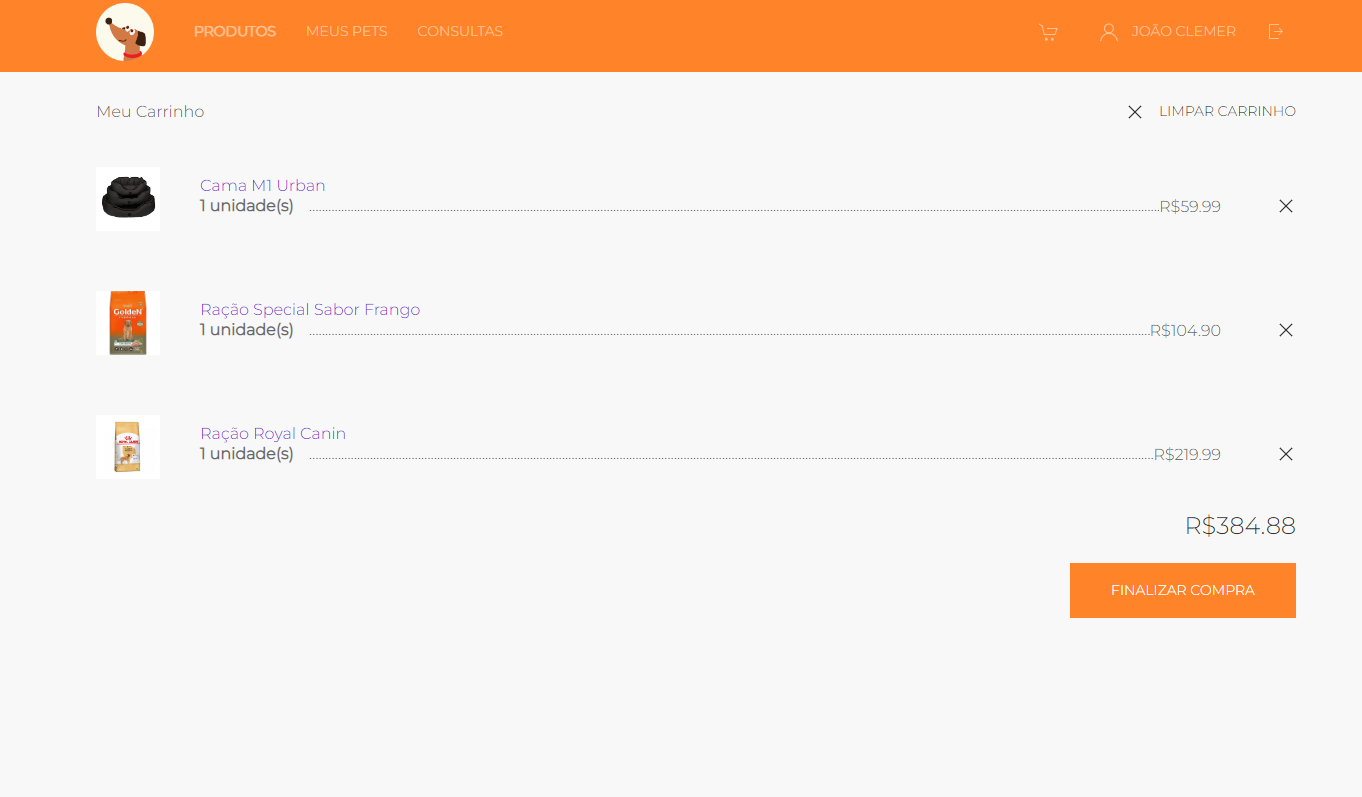 PRODUTOS MEUS PETS CONSULTAS JOÃO CLEMER
Meu Carrinho LIMPAR CARRINHO
Cama M1 Urban
1 unidade(s) R$59.99
Ração Special Sabor Frango
1 unidade(s) R$104.90
GoldeN
Ração Royal Canin
1 unidade(s) R$219.99
R$384.88
FINALIZAR COMPRA